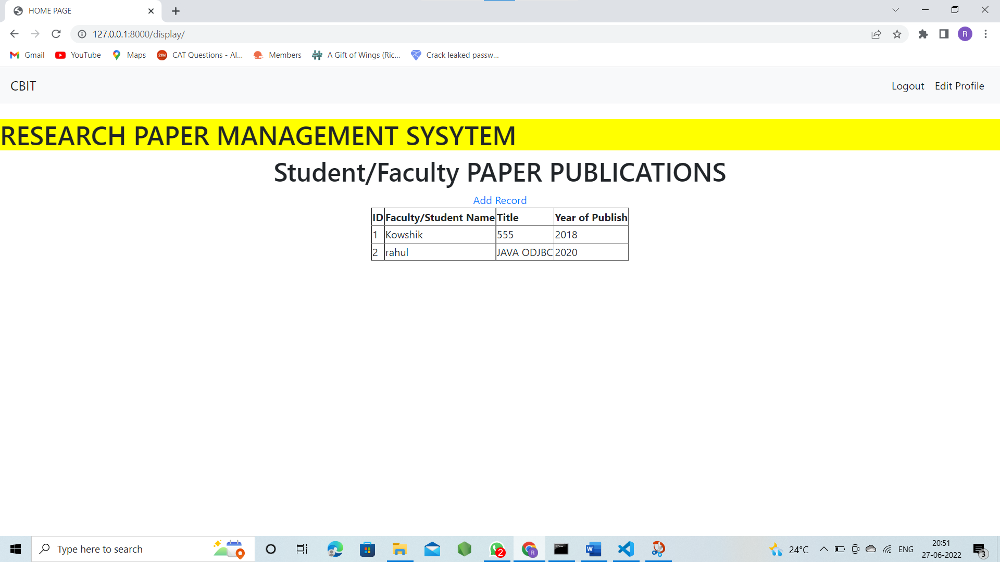 HOME PAGE
127.0.0.1:8000/display/
R
Gmail YouTube Maps 2IIM CAT Questions - Al... Members A Gift of Wings (Ric... Crack leaked passw...
CBIT Logout Edit Profile
RESEARCH PAPER MANAGEMENT SYSYTEM
Student/Faculty PAPER PUBLICATIONS
Add Record
ID Faculty/Student Name Title Year of Publish
1 Kowshik 555 2018
2 rahul JAVA ODJBC 2020
Type here to search 2 R W 24°C ENG 20:51
27-06-2022 3